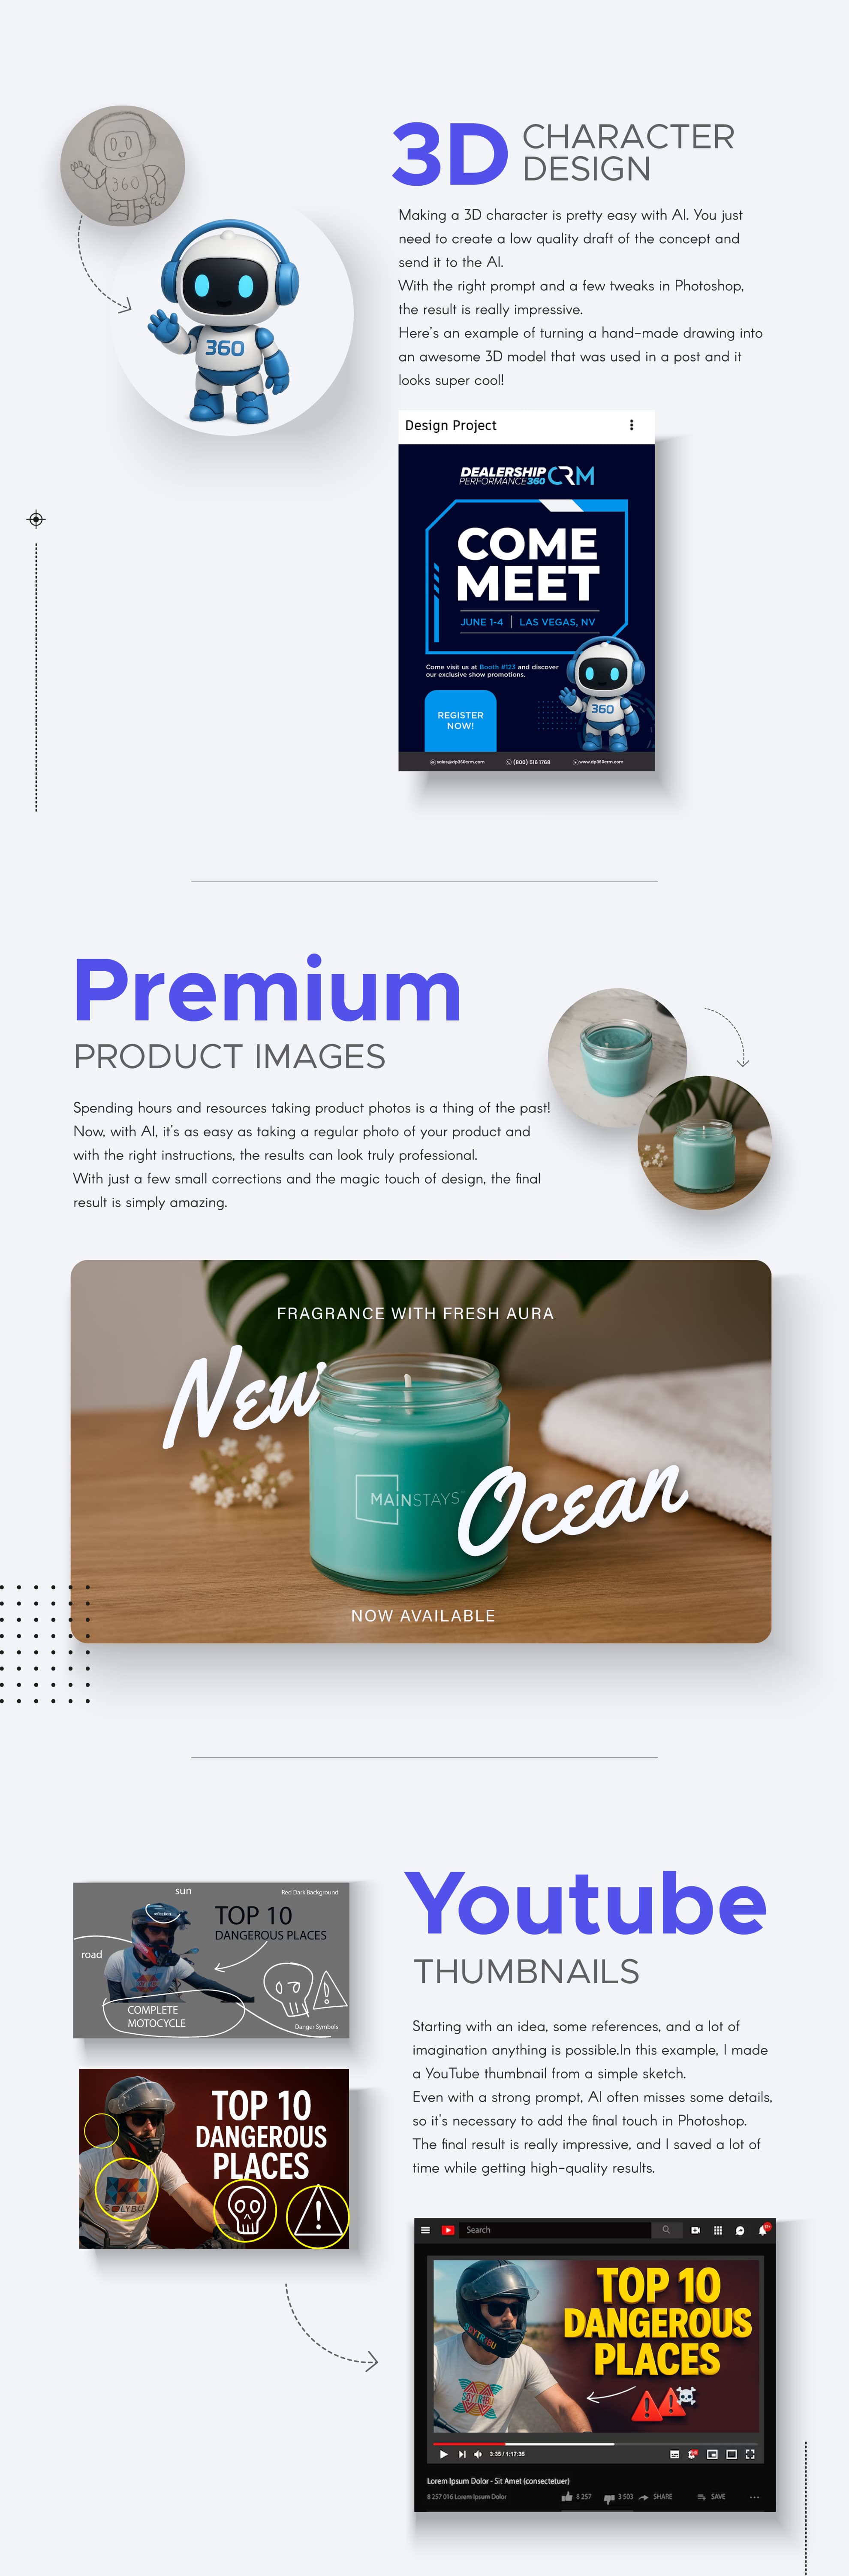 360
3D CHARACTER
DESIGN
Making a 3D character is pretty easy with AI. You just
need to create a low quality draft of the concept and
send it to the AI.
With the right prompt and a few tweaks in Photoshop,
the result is really impressive.
Here's an example of turning a hand-made drawing into
an awesome 3D model that was used in a post and it
looks super cool!
360
Design Project
DEALERSHIP
PERFORMANCE360 CRM
COME
MEET
JUNE 1-4 | LAS VEGAS, NV
Come visit us at Booth #123 and discover
our exclusive show promotions.
REGISTER
NOW!
360
sales@dp360crm.com (800) 516 1768 www.dp360crm.com
Premium
PRODUCT IMAGES
Spending hours and resources taking product photos is a thing of the past!
Now, with AI, it's as easy as taking a regular photo of your product and
with the right instructions, the results can look truly professional.
With just a few small corrections and the magic touch of design, the final
result is simply amazing.
FRAGRANCE WITH FRESH AURA
New
MAINSTAYS
Ocean
NOW AVAILABLE
Youtube
THUMBNAILS
Starting with an idea, some references, and a lot of
imagination anything is possible.In this example, I made
a YouTube thumbnail from a simple sketch.
Even with a strong prompt, AI often misses some details,
so it's necessary to add the final touch in Photoshop.
The final result is really impressive, and I saved a lot of
time while getting high-quality results.
sun
Red Dark Background
reflection
TOP 10
DANGEROUS PLACES
road
COMPLETE
MOTOCYCLE
Danger Symbols
TOP 10
DANGEROUS
PLACES
Search
TOP 10
DANGEROUS
PLACES
SOYTRIBU
3:35 / 1:17:35
Lorem Ipsum Dolor - Sit Amet (consectetuer)
8 257 016 Lorem Ipsum Dolor 8 257 3 503 SHARE SAVE